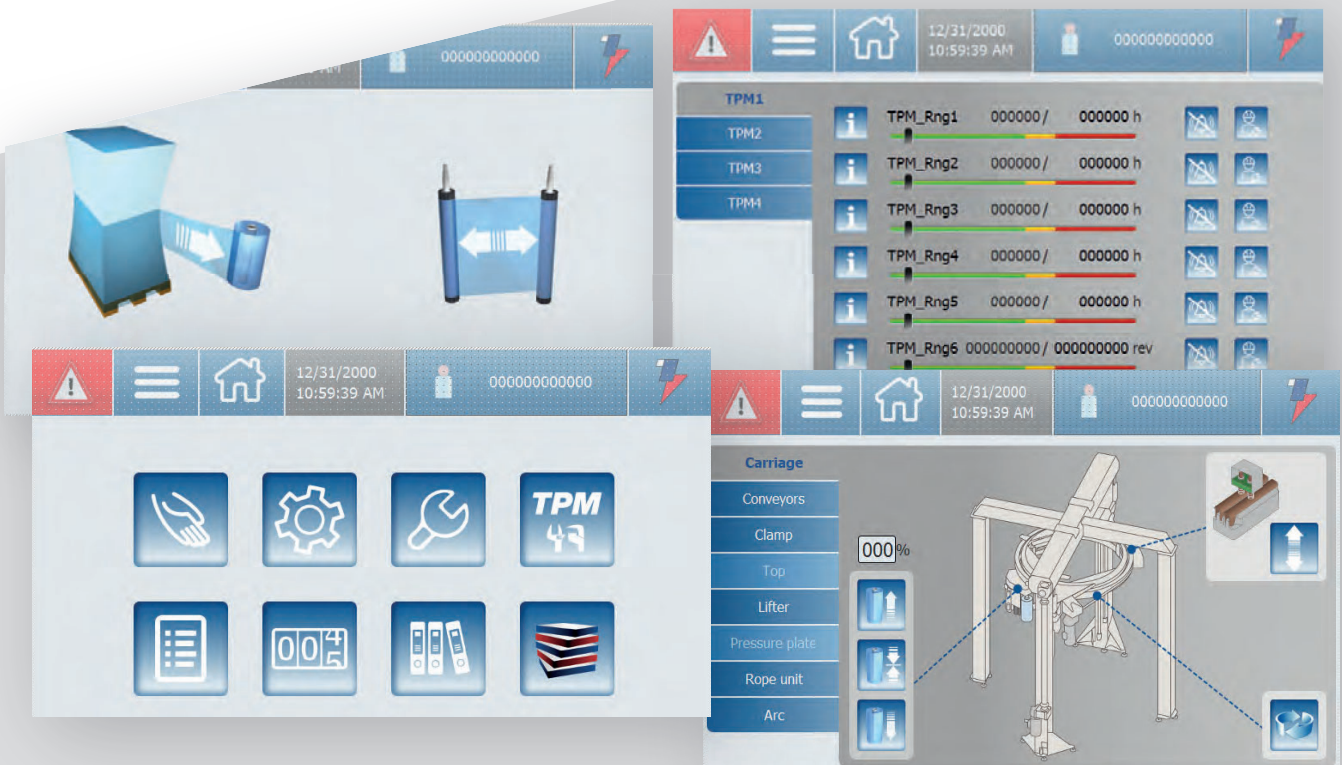 AM
000000000000
12/31/2000
10:59:39 AM
000000000000
TPM1
TPM2
TPM3
TPM4
TPM_Rng1 000000 / 000000 h
TPM_Rng2 000000 / 000000 h
TPM_Rng3 000000 / 000000 h
TPM_Rng4 000000 / 000000 h
TPM_Rng5 000000 / 000000 h
TPM_Rng6 000000000 / 000000000 rev
12/31/2000
10:59:39 AM
000000000000
TPM
12/31/2000
10:59:39 AM
000000000000
Carriage
Conveyors
Clamp
Top
Lifter
Pressure plate
Rope unit
Arc
000 %